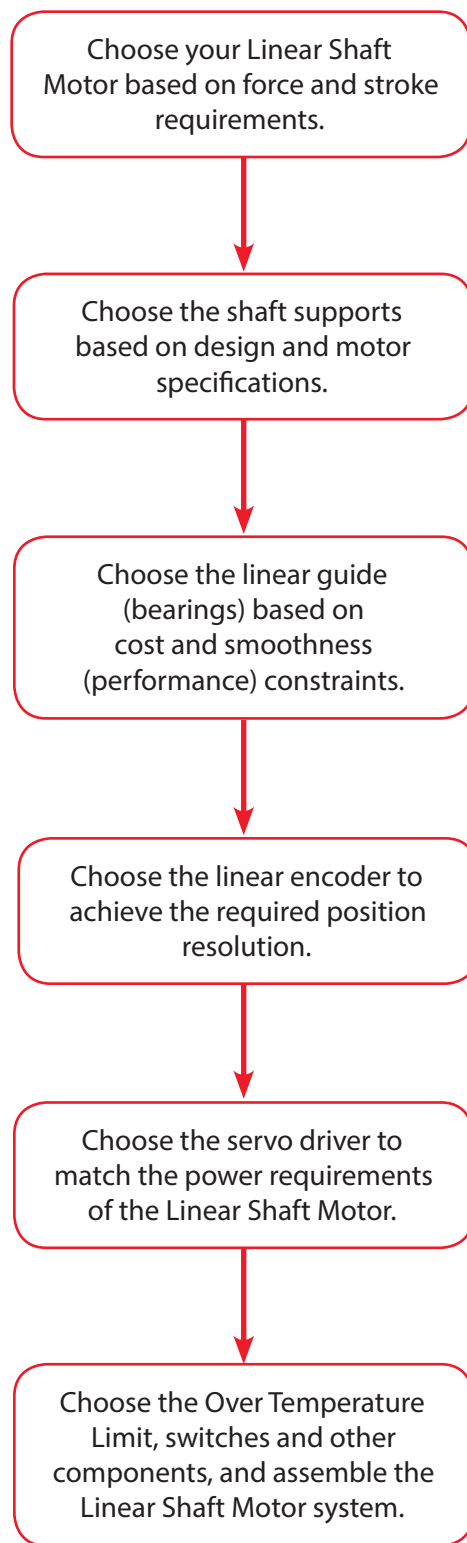 Choose your Linear Shaft
Motor based on force and stroke
requirements.
Choose the shaft supports
based on design and motor
specifications.
Choose the linear guide
(bearings) based on
cost and smoothness
(performance) constraints.
Choose the linear encoder to
achieve the required position
resolution.
Choose the servo driver to
match the power requirements
of the Linear Shaft Motor.
Choose the Over Temperature
Limit, switches and other
components, and assemble the
Linear Shaft Motor system.